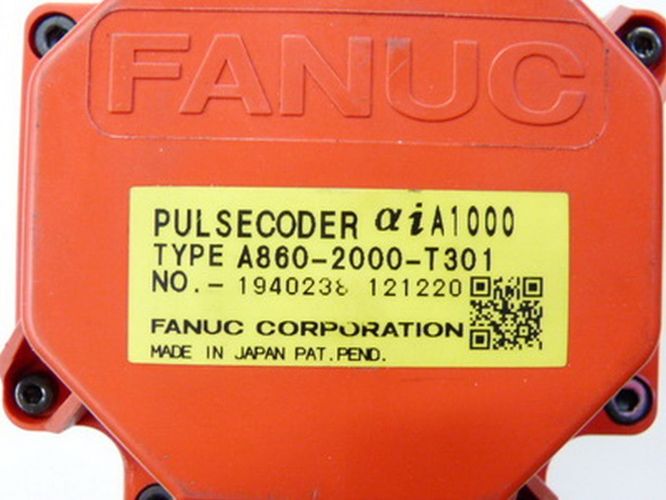 FANUC
PULSECODER αiA1000
TYPE A860-2000-T301
NO.- 1940238 121220
FANUC CORPORATION
MADE IN JAPAN PAT.PEND.